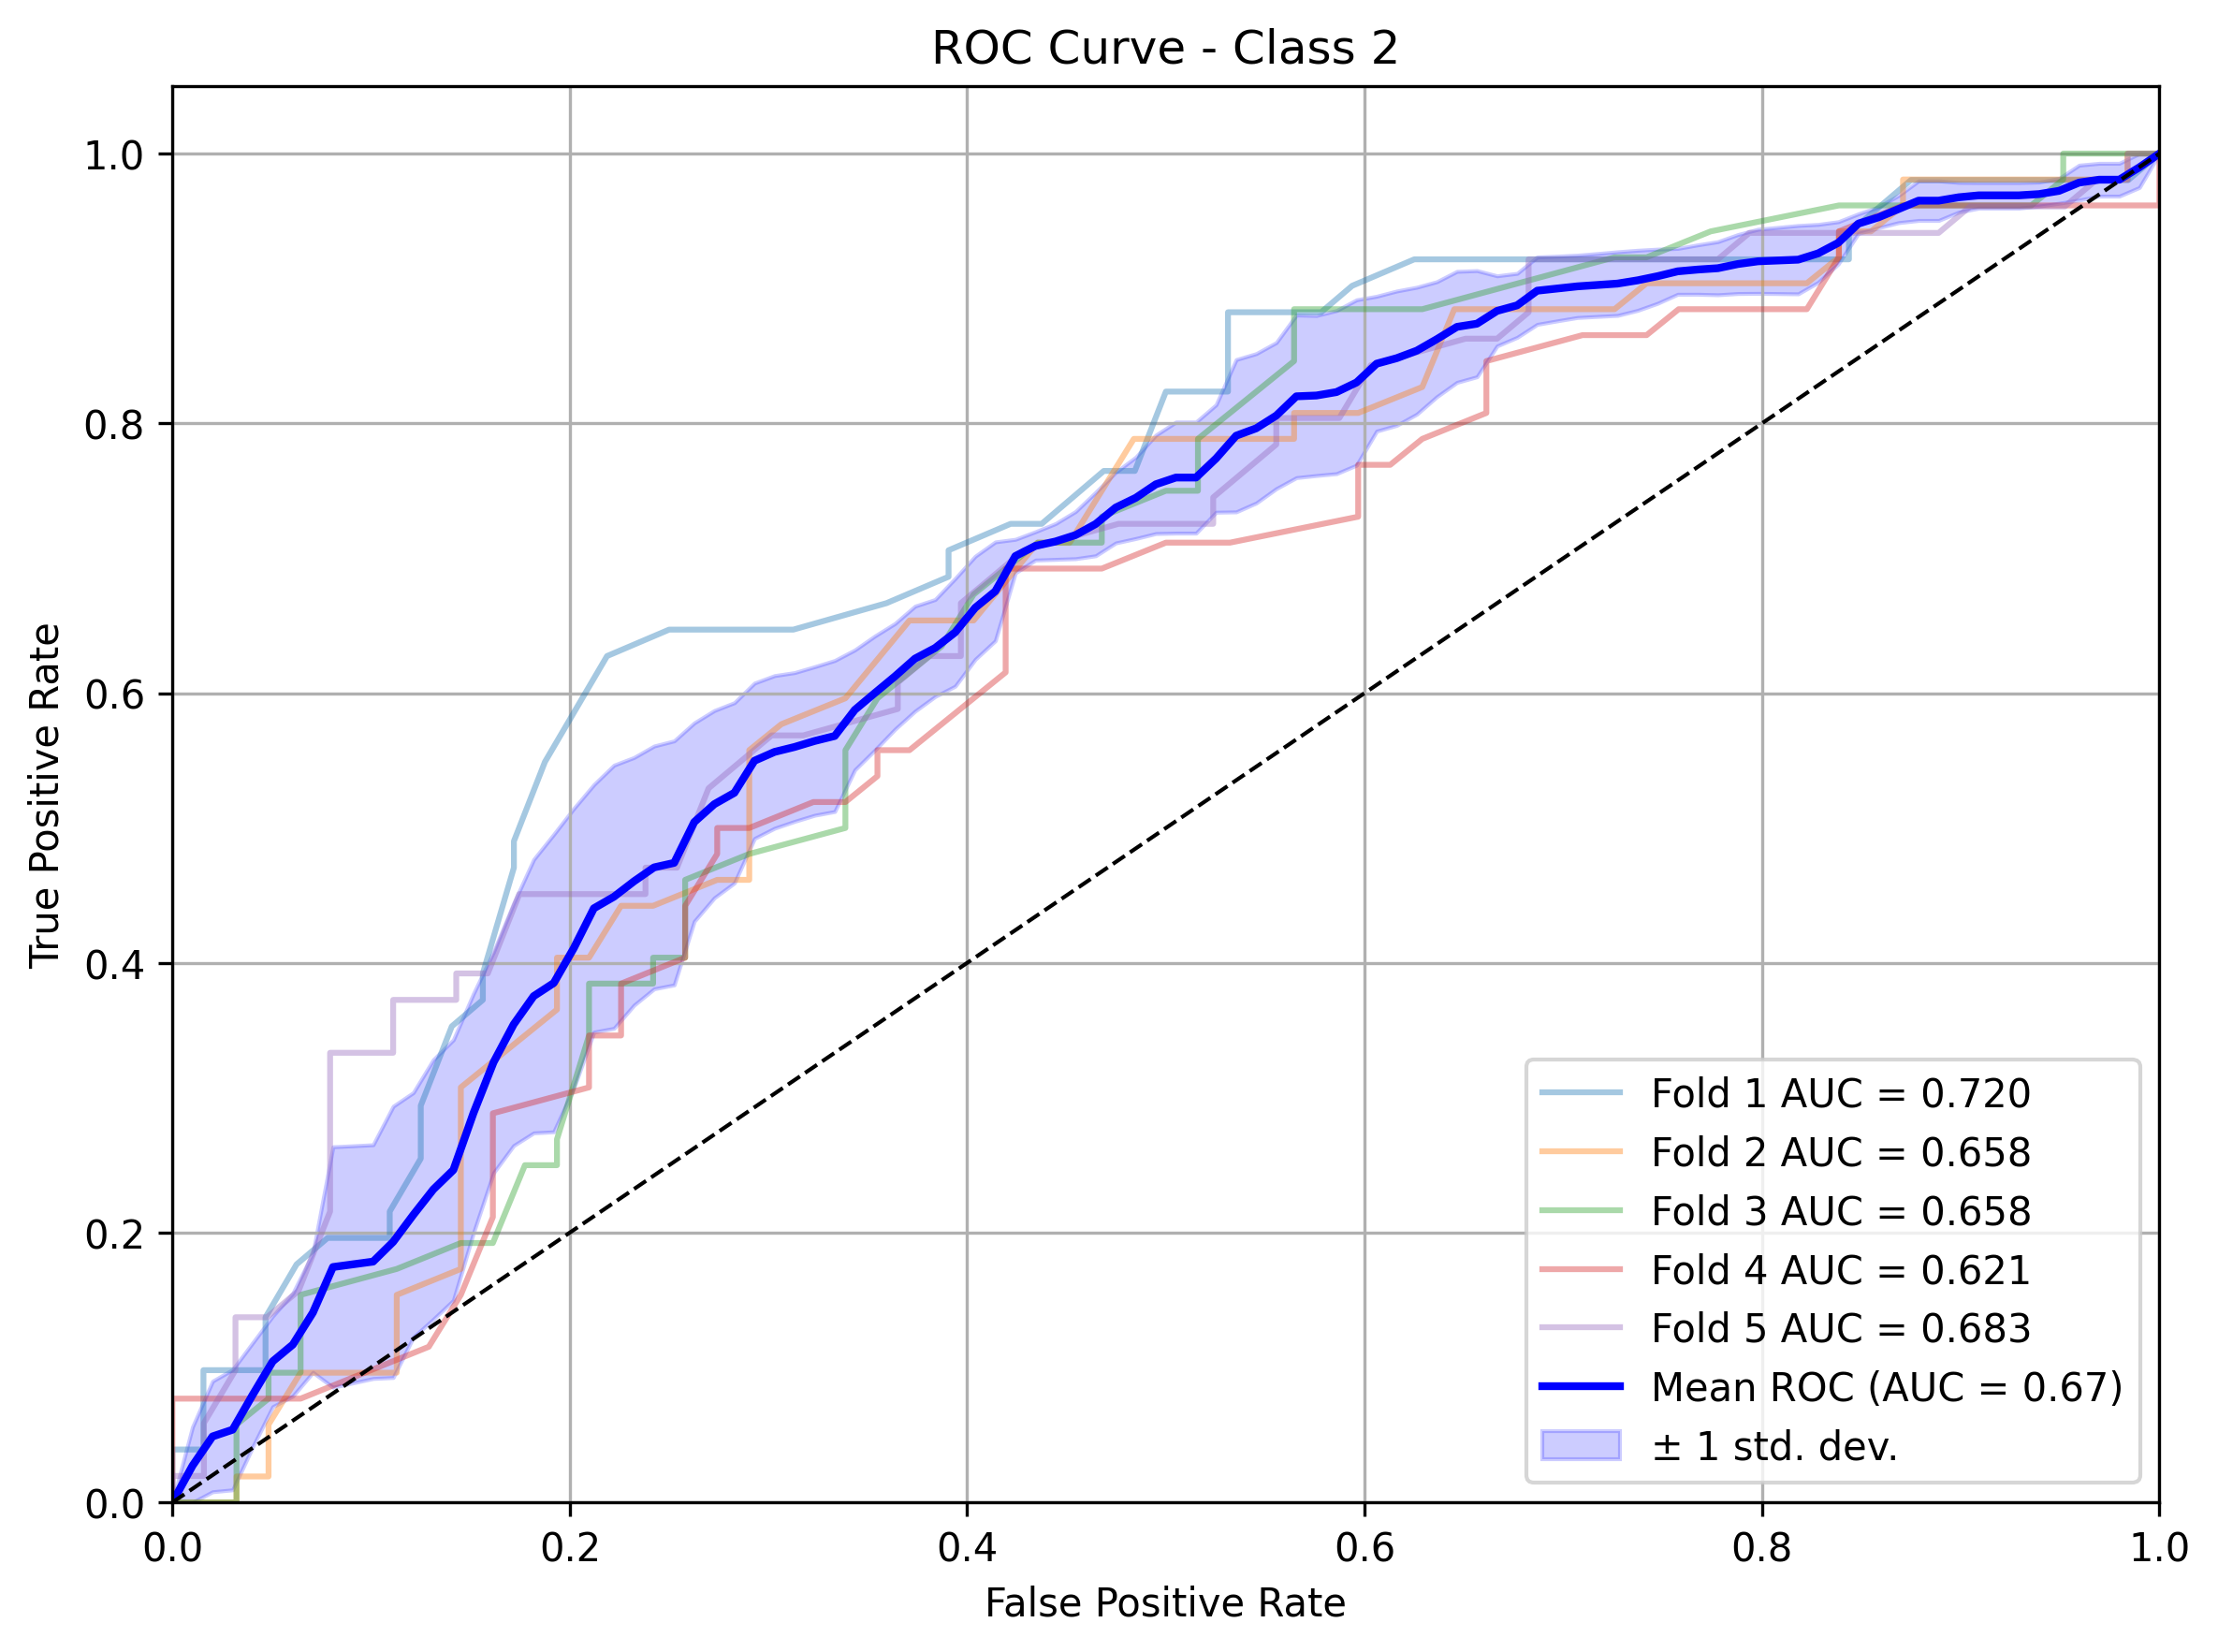 ROC Curve - Class 2
True Positive Rate
1.0
0.8
0.6
0.4
0.2
0.0
0.0 0.2 0.4 0.6 0.8 1.0
False Positive Rate
Fold 1 AUC = 0.720
Fold 2 AUC = 0.658
Fold 3 AUC = 0.658
Fold 4 AUC = 0.621
Fold 5 AUC = 0.683
Mean ROC (AUC = 0.67)
± 1 std. dev.